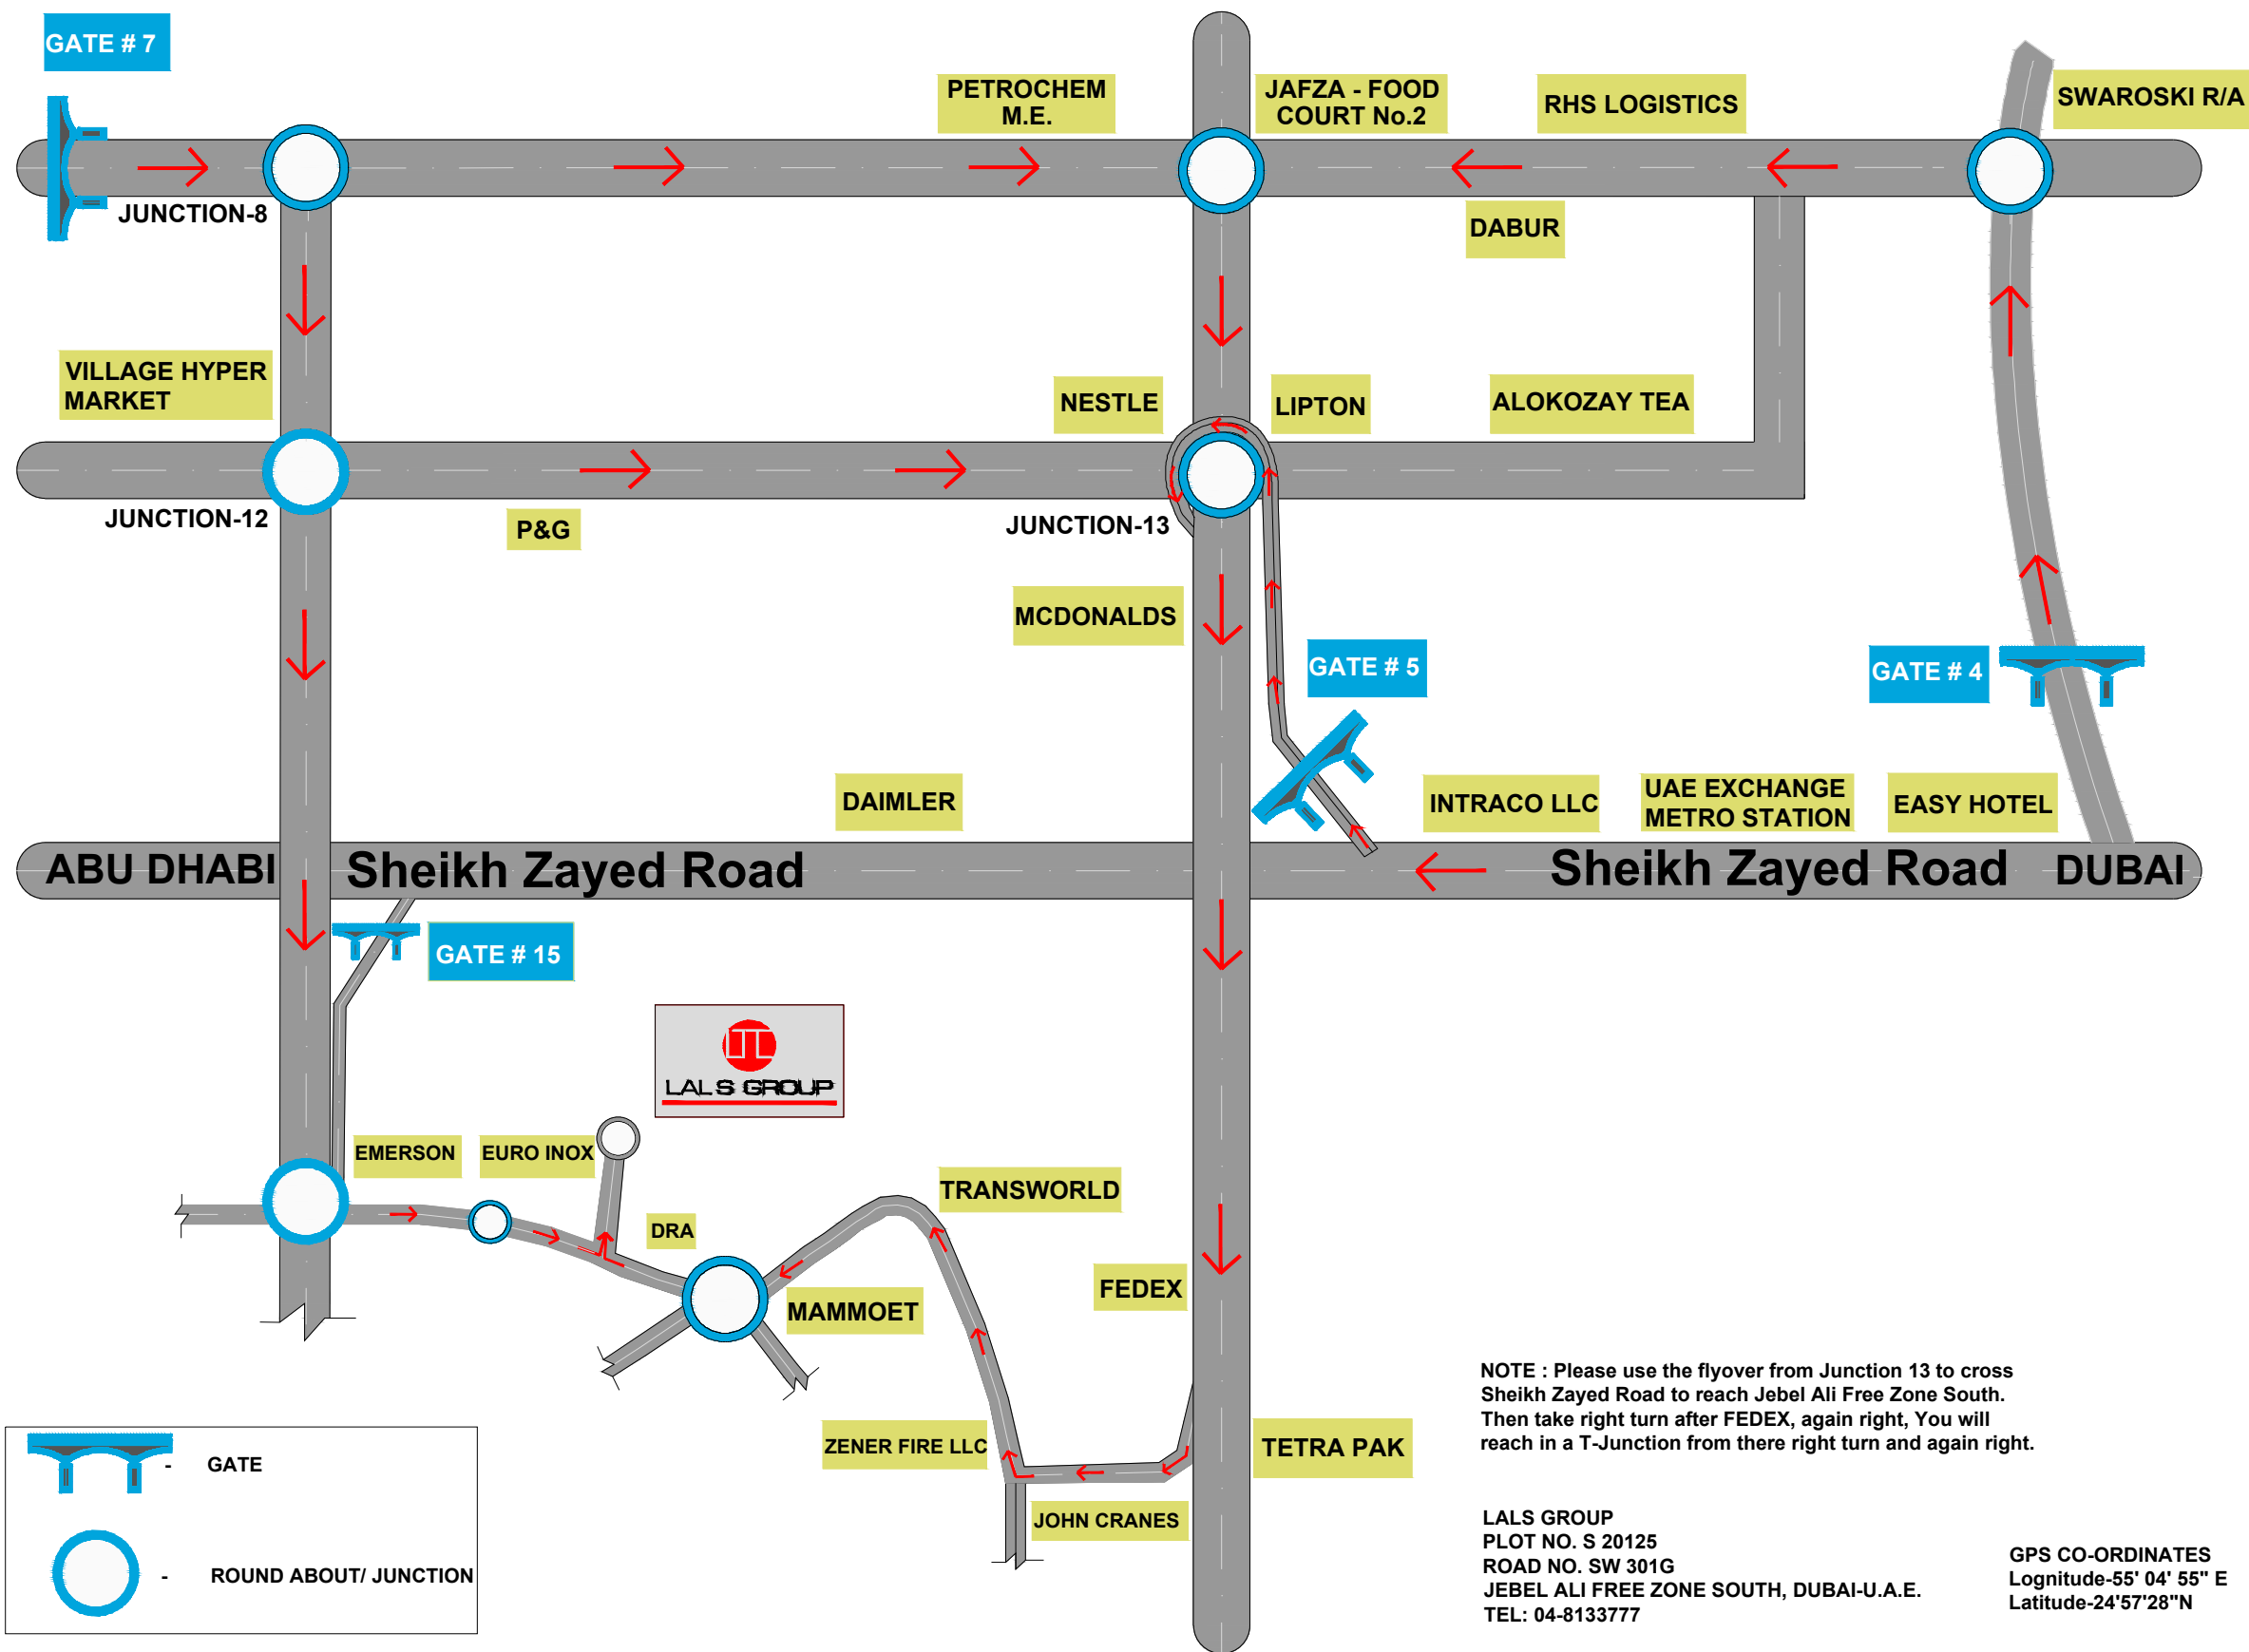 GATE # 7
PETROCHEM
M.E.
JAFZA - FOOD
COURT No.2
RHS LOGISTICS
SWAROSKI R/A
JUNCTION-8
DABUR
VILLAGE HYPER
MARKET
NESTLE
LIPTON
ALOKOZAY TEA
JUNCTION-12
P&G
JUNCTION-13
MCDONALDS
GATE # 5
GATE # 4
DAIMLER
INTRACO LLC
UAE EXCHANGE
METRO STATION
EASY HOTEL
ABU DHABI
Sheikh Zayed Road
Sheikh Zayed Road
DUBAI
GATE # 15
LALS GROUP
EMERSON
EURO INOX
TRANSWORLD
DRA
FEDEX
MAMMOET
ZENER FIRE LLC
TETRA PAK
JOHN CRANES
- GATE
- ROUND ABOUT/ JUNCTION
NOTE : Please use the flyover from Junction 13 to cross
Sheikh Zayed Road to reach Jebel Ali Free Zone South.
Then take right turn after FEDEX, again right, You will
reach in a T-Junction from there right turn and again right.
LALS GROUP
PLOT NO. S 20125
ROAD NO. SW 301G
JEBEL ALI FREE ZONE SOUTH, DUBAI-U.A.E.
TEL: 04-8133777
GPS CO-ORDINATES
Lognitude-55' 04' 55" E
Latitude-24'57'28"N